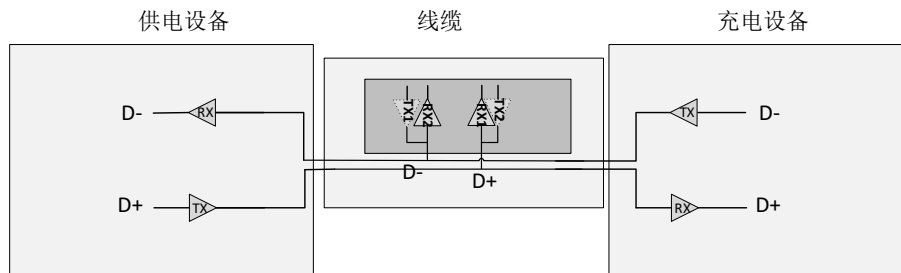 供电设备 线缆 充电设备
D- RX TX1 RX2 RX1 TX2 TX D-
D- D+
D+ TX RX D+